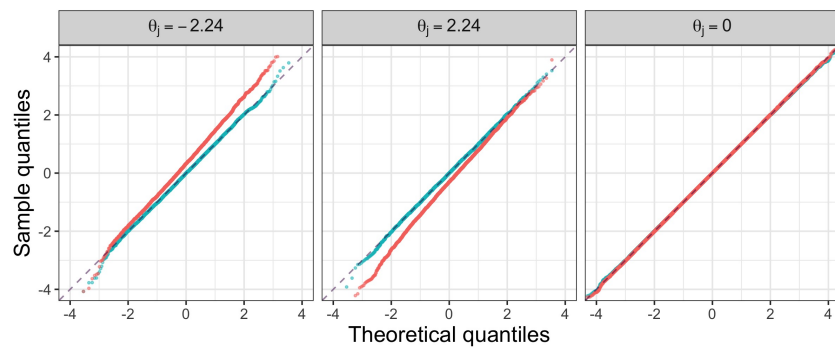 θj = − 2.24
θj = 2.24
θj = 0
Sample quantiles
4
2
0
-2
-4
-4 -2 0 2 4
-4 -2 0 2 4
-4 -2 0 2 4
Theoretical quantiles